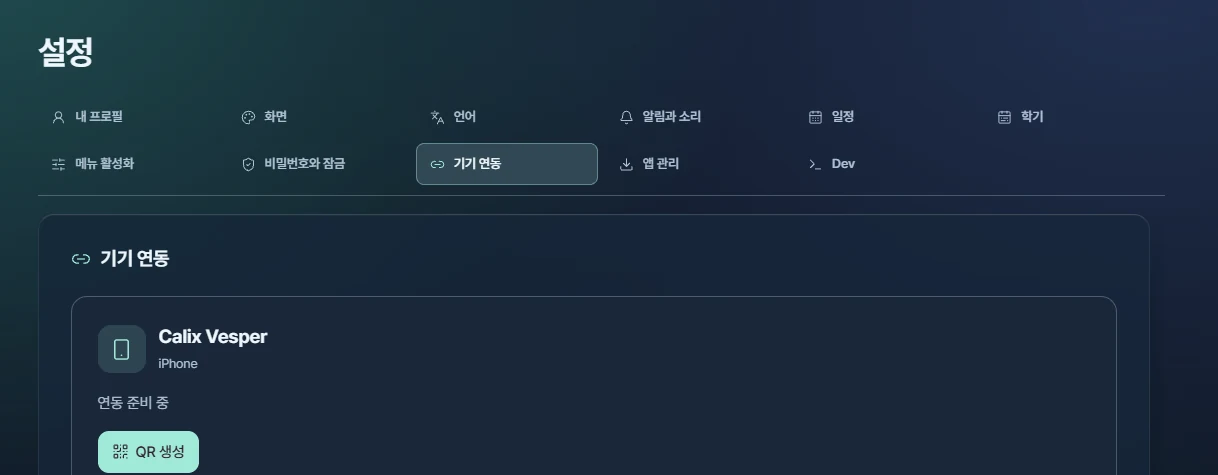 설정
내 프로필
화면
언어
알림과 소리
일정
학기
메뉴 활성화
비밀번호와 잠금
기기 연동
앱 관리
Dev
기기 연동
Calix Vesper
iPhone
연동 준비 중
QR 생성